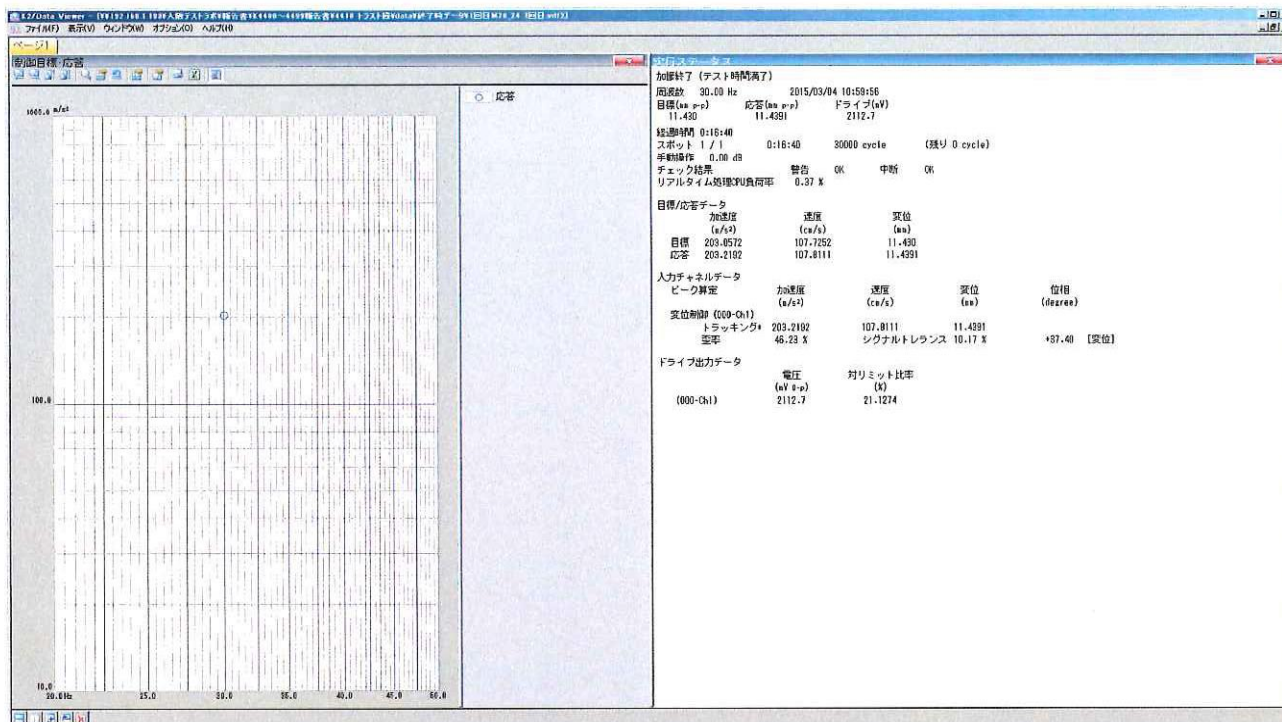 K2/Data Viewer
ファイル(F) 表示(V) ウィンドウ(W) オプション(O) ヘルプ(H)
ページ1
制御目標・応答
1000.0 m/s²
100.0
10.0
20.0Hz 25.0 30.0 35.0 40.0 45.0 50.0
応答
実行ステータス
加振終了 (テスト時間満了)
周波数 30.00 Hz 2015/03/04 10:59:56
目標(mm p-p) 応答(mm p-p) ドライブ(mV)
11.430 11.4391 2112.7
経過時間 0:16:40
スポット 1 / 1 0:16:40 30000 cycle (残り 0 cycle)
手動操作 0.00 dB
チェック結果 警告 OK 中断 OK
リアルタイム処理CPU負荷率 0.37 %
目標/応答データ
加速度 速度 変位
(m/s²) (cm/s) (mm)
目標 203.0572 107.7252 11.430
応答 203.2192 107.8111 11.4391
入力チャネルデータ
ピーク算定 加速度 速度 変位 位相
(m/s²) (cm/s) (mm) (degree)
変位制御 (000-Ch1)
トラッキング* 203.2192 107.8111 11.4391
歪率 46.23 % シグナルトレランス 10.17 % +37.40 [変位]
ドライブ出力データ
電圧 対リミット比率
(mV 0-p) (%)
(000-Ch1) 2112.7 21.1274